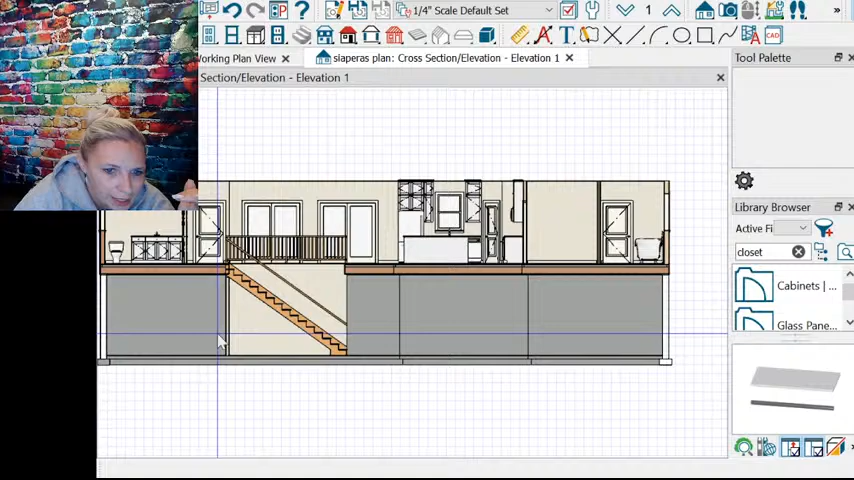 1/4" Scale Default Set
1
Working Plan View
siaperas plan: Cross Section/Elevation - Elevation 1
Section/Elevation - Elevation 1
Tool Palette
Library Browser
Active Fi
closet
Cabinets | ...
Glass Pane...